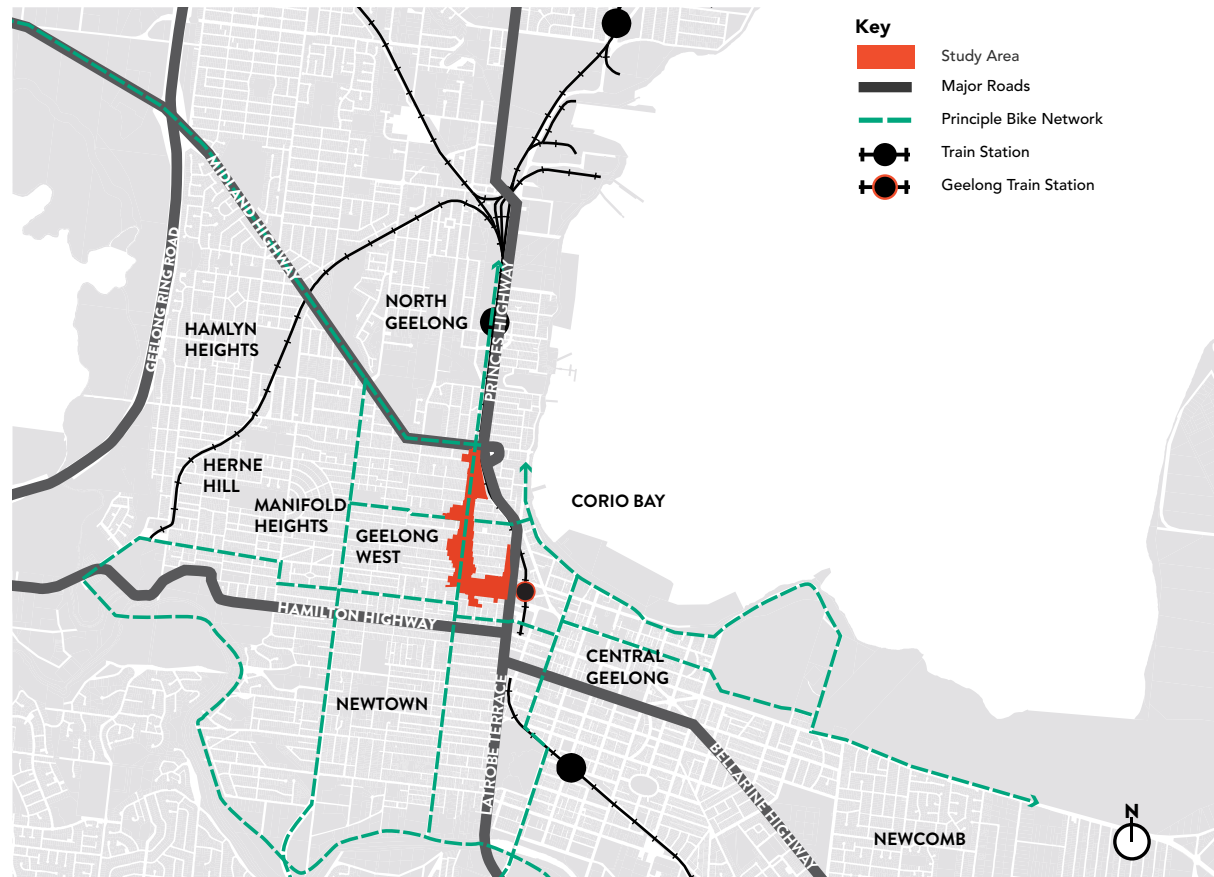 Key
Study Area
Major Roads
Principle Bike Network
Train Station
Geelong Train Station
MIDLAND HIGHWAY
GEELONG RING ROAD
PRINCES HIGHWAY
NORTH
GEELONG
HAMLYN
HEIGHTS
HERNE
HILL
MANIFOLD
HEIGHTS
GEELONG
WEST
CORIO BAY
HAMILTON HIGHWAY
CENTRAL
GEELONG
NEWTOWN
LATROBE TERRACE
BELLARINE HIGHWAY
NEWCOMB
N